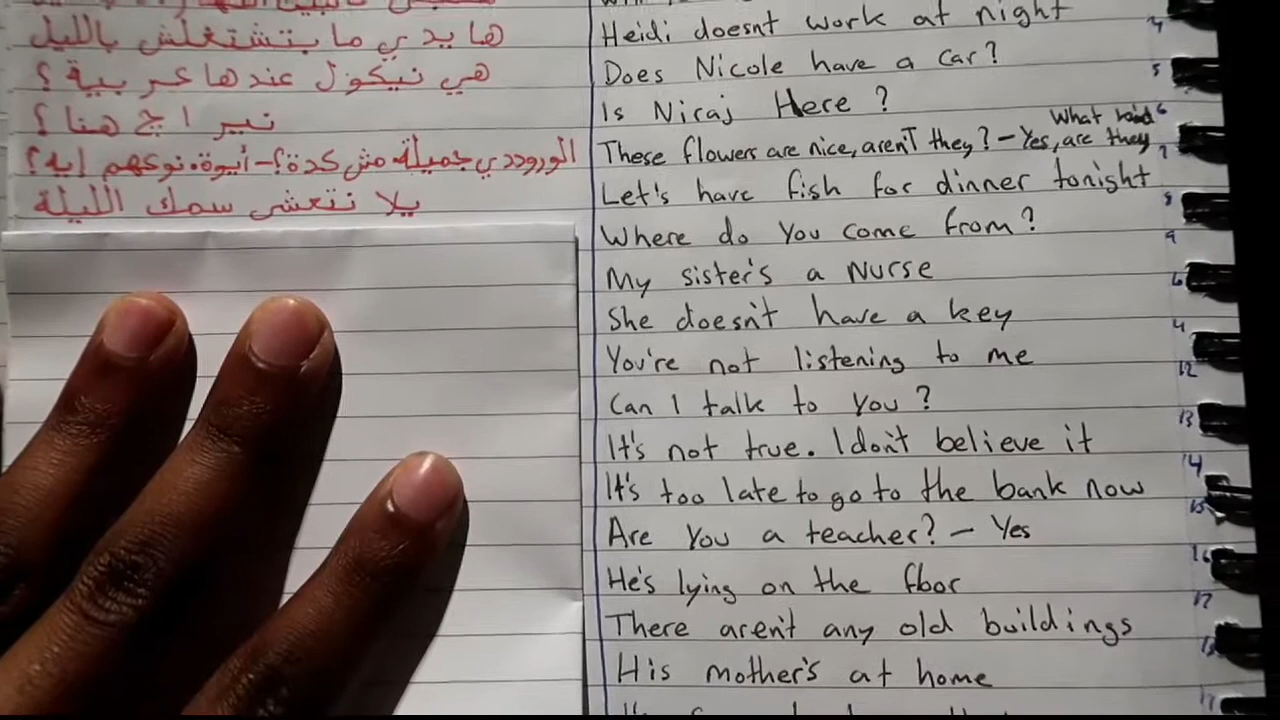 ها يدي ما بتشتغلش بالليل
Heidi doesnt work at night
هي نيكول عندها عربية ؟
Does Nicole have a car?
نيراج هنا ؟
Is Niraj Here ?
الورود دي جميلة مش كدة؟ - أيوة. نوعهم إيه؟
These flowers are nice, aren't they? - Yes, What are they
يلا نتعشى سمك الليلة
Let's have fish for dinner tonight
Where do You come from?
My sister's a Nurse
She doesn't have a key
You're not listening to me
Can I talk to you ?
It's not true. I don't believe it
It's too late to go to the bank now
Are You a teacher? - Yes
He's lying on the floor
There aren't any old buildings
His mother's at home